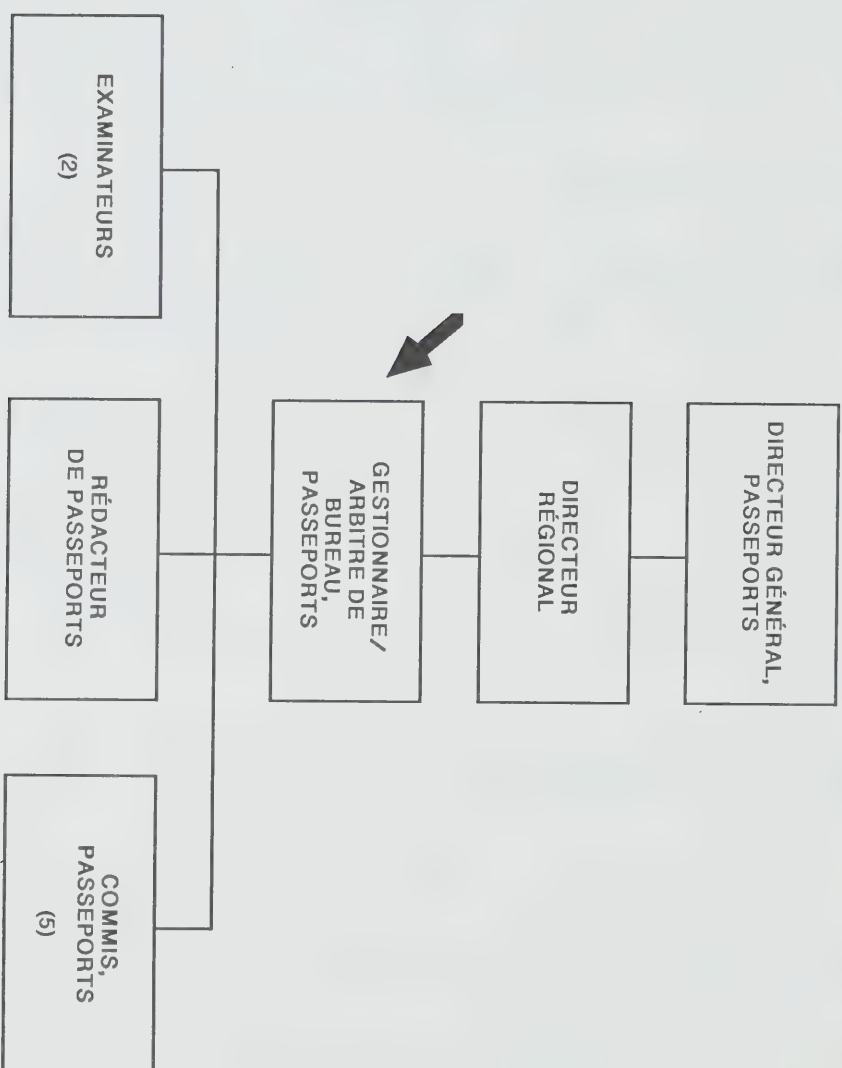 DIRECTEUR GÉNÉRAL,
PASSEPORTS
DIRECTEUR
RÉGIONAL
GESTIONNAIRE/
ARBITRE DE
BUREAU,
PASSEPORTS
EXAMINATEURS
(2)
RÉDACTEUR
DE PASSEPORTS
COMMIS,
PASSEPORTS
(5)